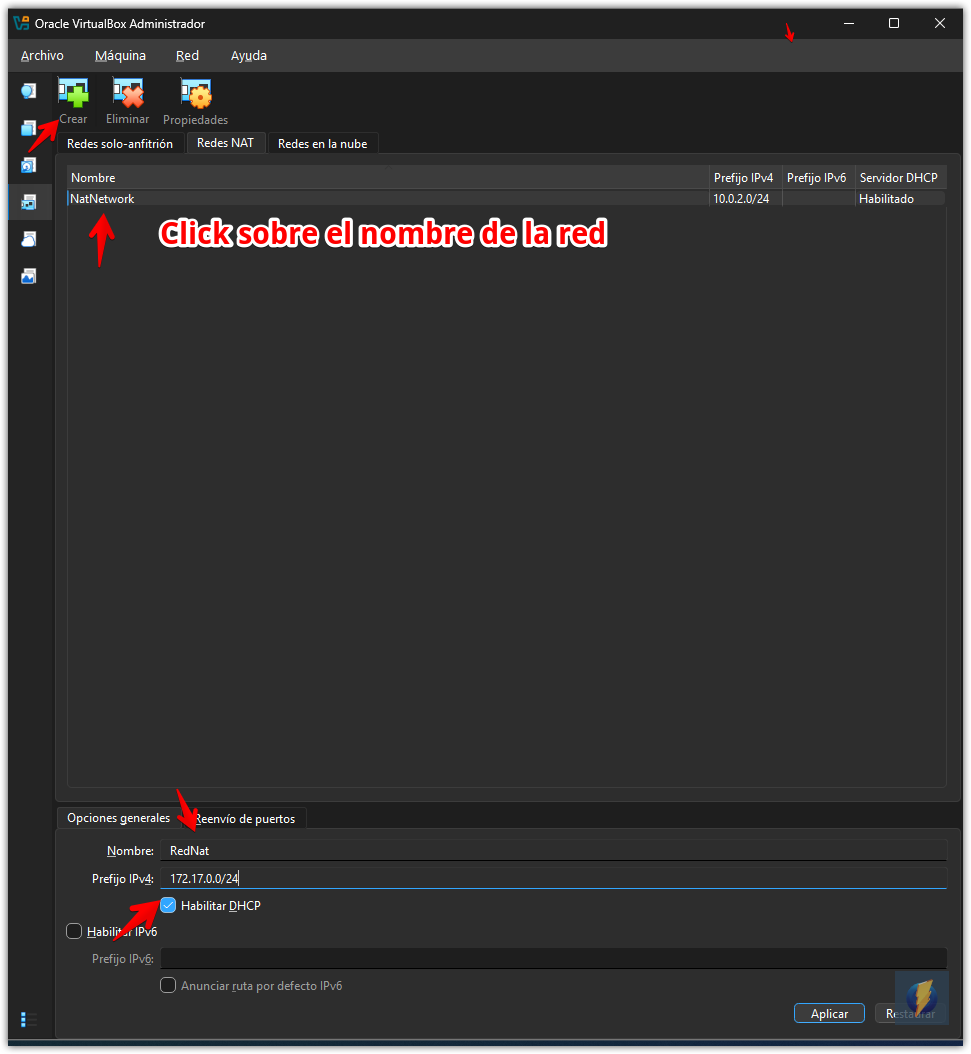 Oracle VirtualBox Administrador
Archivo Máquina Red Ayuda
Crear Eliminar Propiedades
Redes solo-anfitrión Redes NAT Redes en la nube
Nombre Prefijo IPv4 Prefijo IPv6 Servidor DHCP
NatNetwork 10.0.2.0/24 Habilitado
Click sobre el nombre de la red
Opciones generales Reenvío de puertos
Nombre: RedNat
Prefijo IPv4: 172.17.0.0/24
Habilitar DHCP
Habilitar IPv6
Prefijo IPv6:
Anunciar ruta por defecto IPv6
Aplicar Restaurar